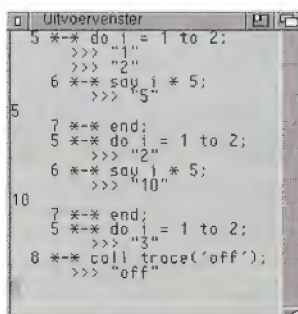 Uitvoervenster
5 *-* do i = 1 to 2;
>>> "1"
>>> "2"
6 *-* say i * 5;
>>> "5"
5
7 *-* end;
5 *-* do i = 1 to 2;
>>> "2"
6 *-* say i * 5;
>>> "10"
10
7 *-* end;
5 *-* do i = 1 to 2;
>>> "3"
8 *-* call trace('off');
>>> "off"